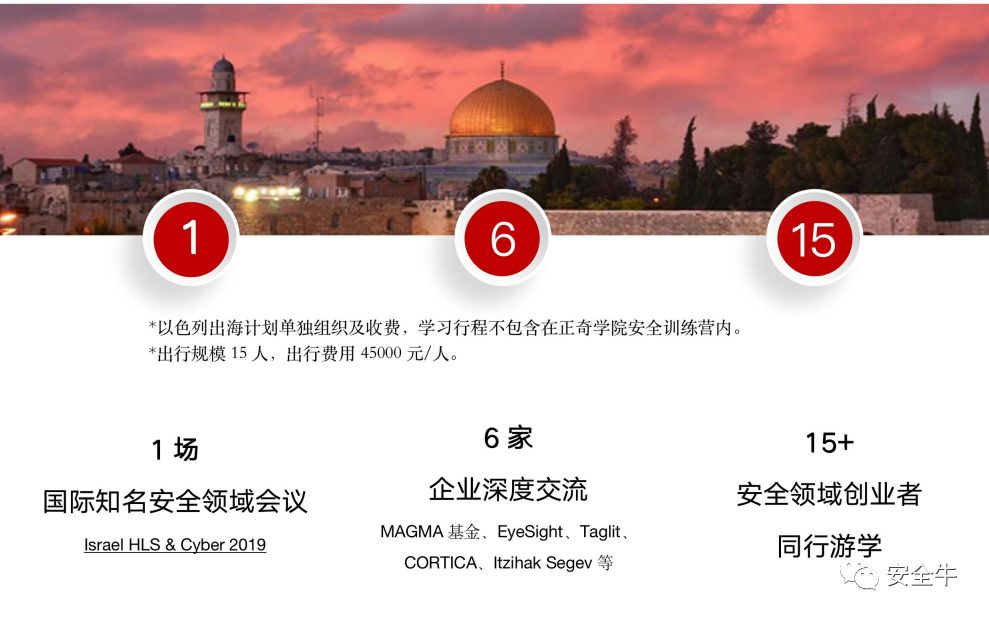 1
6
15
*以色列出海计划单独组织及收费，学习行程不包含在正奇学院安全训练营内。
*出行规模 15 人，出行费用 45000 元/人。
1 场
国际知名安全领域会议
Israel HLS & Cyber 2019
6 家
企业深度交流
MAGMA 基金、EyeSight、Taglit、
CORTICA、Itzihak Segev 等
15+
安全领域创业者
同行游学
安全牛